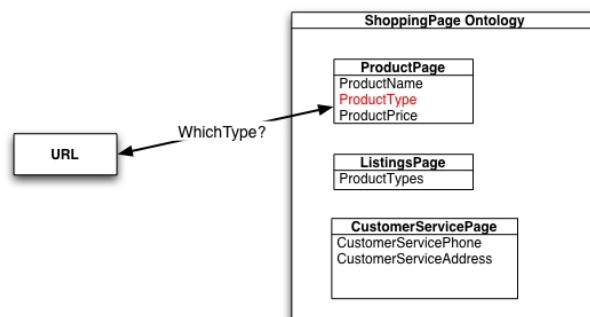 ShoppingPage Ontology
ProductPage
ProductName
ProductType
ProductPrice
WhichType?
URL
ListingsPage
ProductTypes
CustomerServicePage
CustomerServicePhone
CustomerServiceAddress